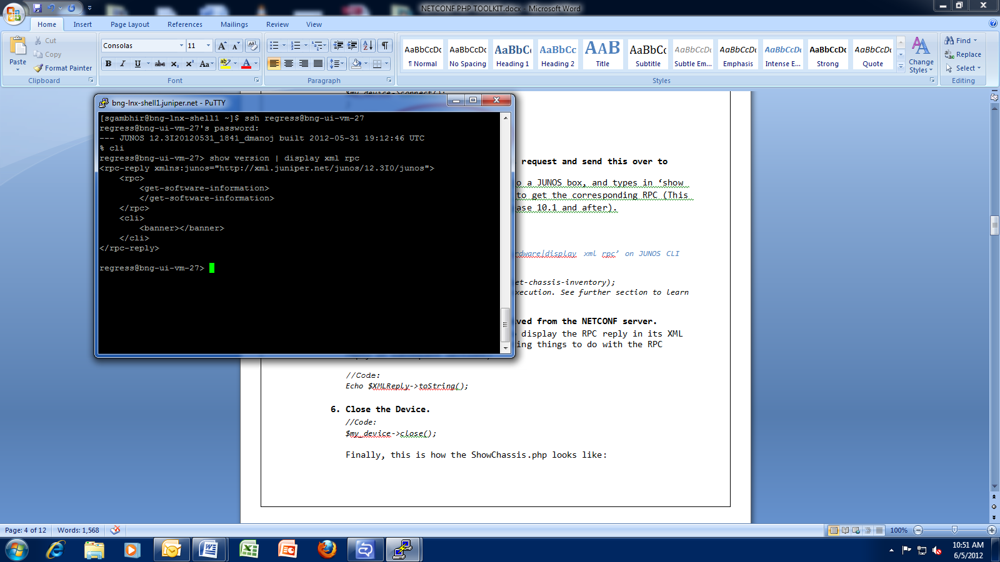 NETCONF PHP TOOLKIT.docx - Microsoft Word
Home Insert Page Layout References Mailings Review View
Paste
Cut
Copy
Format Painter
Clipboard
Consolas 11
Font
Paragraph
AaBbCcDc AaBbCcDc AaBbCc AaBbCc AaB AaBbCc AaBbCcDc AaBbCcDc AaBbCcDc AaBbCcDc AaBbCcDc
¶ Normal No Spacing Heading 1 Heading 2 Title Subtitle Subtle Em... Emphasis Intense E... Strong Quote
Change Styles
Styles
Find
Replace
Select
Editing
$my_device->connect();
bng-lnx-shell1.juniper.net - PuTTY
[sgambhir@bng-lnx-shell1 ~]$ ssh regress@bng-ui-vm-27
regress@bng-ui-vm-27's password:
--- JUNOS 12.3I20120531_1841_dmanoj built 2012-05-31 19:12:46 UTC
% cli
regress@bng-ui-vm-27> show version | display xml rpc
<rpc-reply xmlns:junos="http://xml.juniper.net/junos/12.3I0/junos">
<rpc>
<get-software-information>
</get-software-information>
</rpc>
<cli>
<banner></banner>
</cli>
</rpc-reply>
regress@bng-ui-vm-27>
request and send this over to
o a JUNOS box, and types in ‘show
to get the corresponding RPC (This
ase 10.1 and after).
rdware|display xml rpc’ on JUNOS CLI
et-chassis-inventory);
xecution. See further section to learn
ved from the NETCONF server.
display the RPC reply in its XML
ing things to do with the RPC
//Code:
Echo $XMLReply->toString();
6. Close the Device.
//Code:
$my_device->close();
Finally, this is how the ShowChassis.php looks like:
Page: 4 of 12 Words: 1,568 100%
10:51 AM
6/5/2012